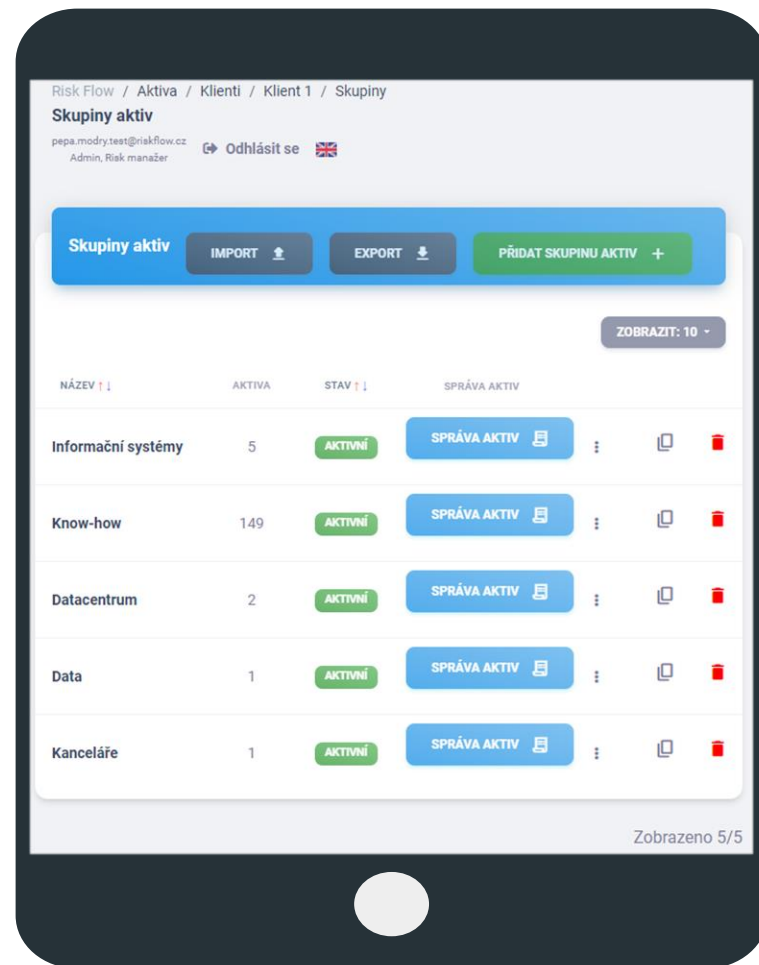 Risk Flow / Aktiva / Klienti / Klient 1 / Skupiny
Skupiny aktiv
pepa.modry.test@riskflow.cz
Admin, Risk manažer
Odhlásit se
Skupiny aktiv IMPORT EXPORT PŘIDAT SKUPINU AKTIV +
ZOBRAZIT: 10
NÁZEV ↑↓ AKTIVA STAV ↑↓ SPRÁVA AKTIV
Informační systémy 5 AKTIVNÍ SPRÁVA AKTIV
Know-how 149 AKTIVNÍ SPRÁVA AKTIV
Datacentrum 2 AKTIVNÍ SPRÁVA AKTIV
Data 1 AKTIVNÍ SPRÁVA AKTIV
Kanceláře 1 AKTIVNÍ SPRÁVA AKTIV
Zobrazeno 5/5